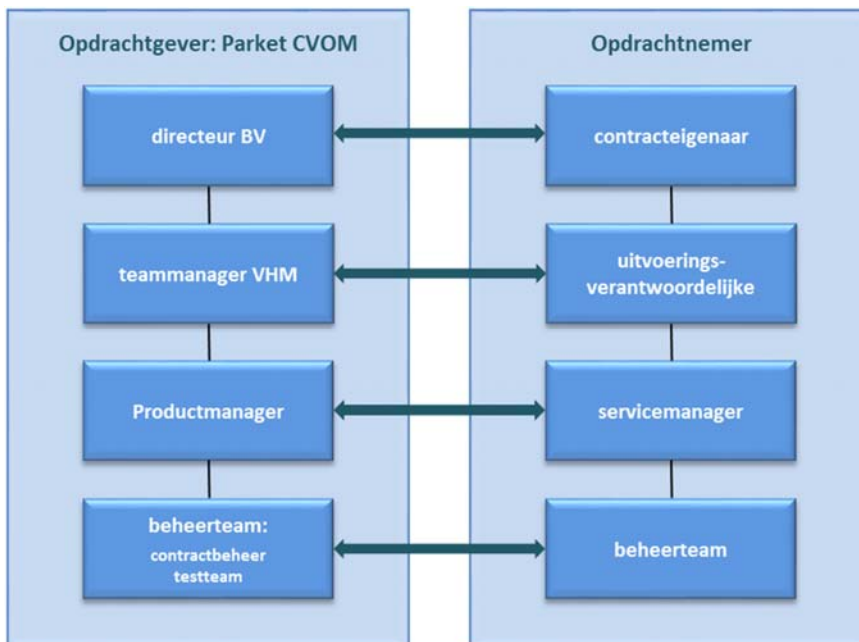 Opdrachtgever: Parket CVOM
Opdrachtnemer
directeur BV
contracteigenaar
teammanager VHM
uitvoerings-
verantwoordelijke
Productmanager
servicemanager
beheerteam:
contractbeheer
testteam
beheerteam